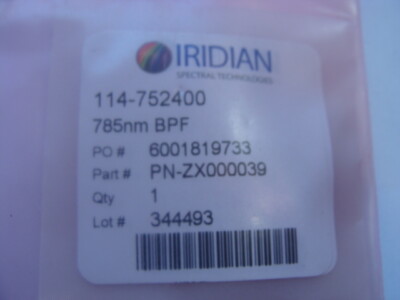 IRIDIAN
SPECTRAL TECHNOLOGIES
114-752400
785nm BPF
PO # 6001819733
Part # PN-ZX000039
Qty 1
Lot # 344493